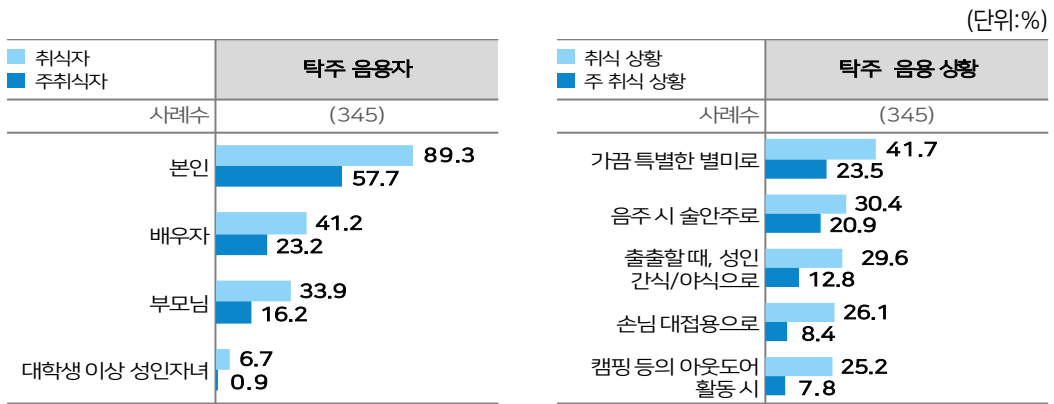 (단위:%)
취식자
주취식자
탁주 음용자
사례수
(345)
본인
89.3
57.7
배우자
41.2
23.2
부모님
33.9
16.2
대학생 이상 성인자녀
6.7
0.9
취식 상황
주 취식 상황
탁주 음용 상황
사례수
(345)
가끔 특별한 별미로
41.7
23.5
음주 시 술안주로
30.4
20.9
출출할 때, 성인
간식/야식으로
29.6
12.8
손님 대접용으로
26.1
8.4
캠핑 등의 아웃도어
활동 시
25.2
7.8